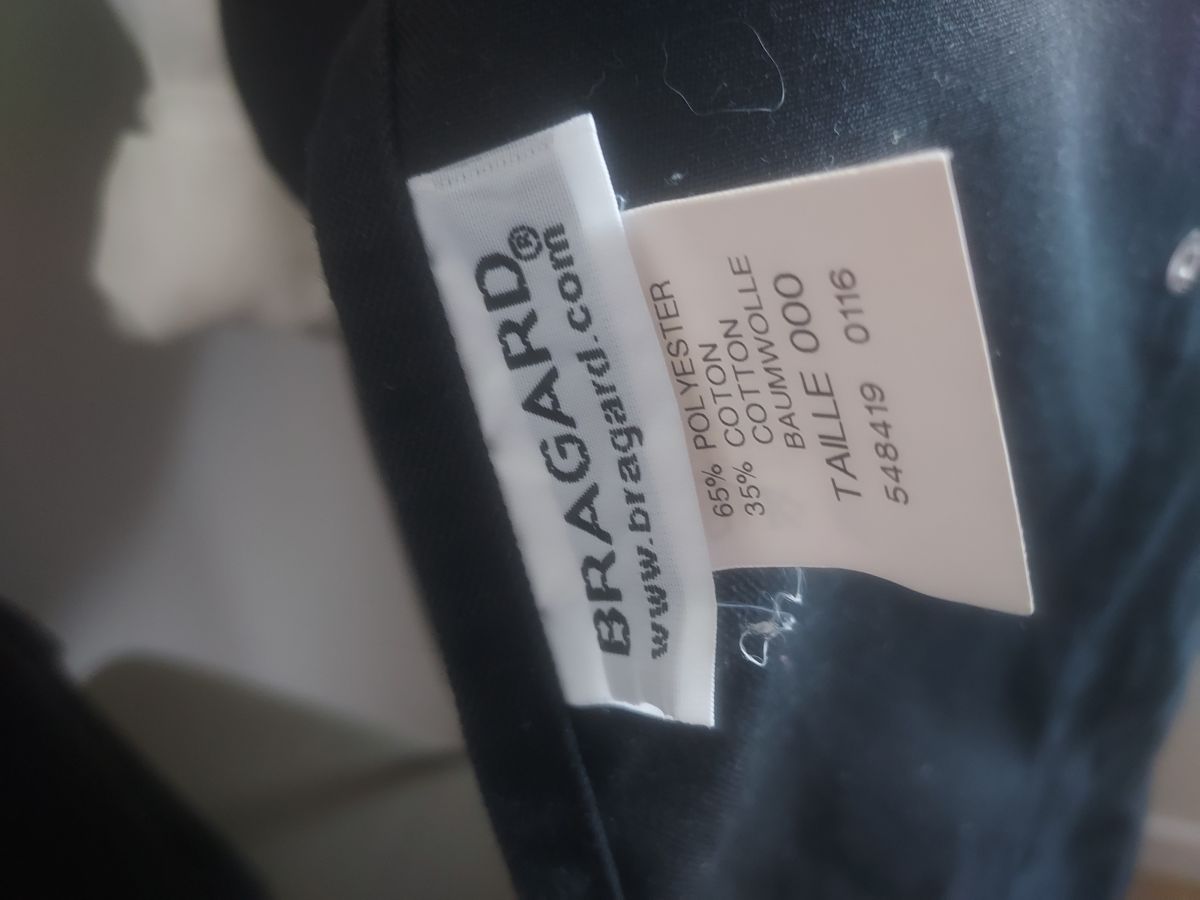 BRAGARD®
www.bragard.com
65% POLYESTER
35% COTON
COTTON
BAUMWOLLE
TAILLE 000
548419 0116